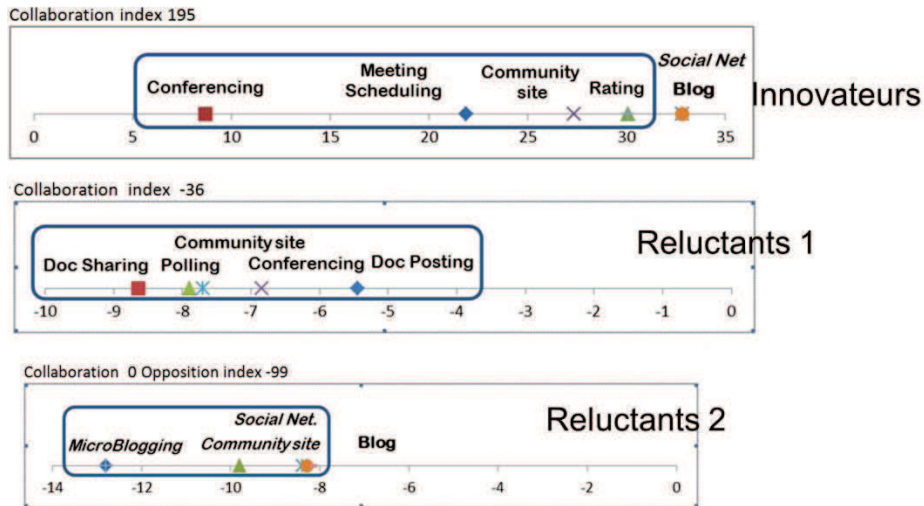 Collaboration index 195
Social Net
Meeting Community
Conferencing Scheduling site Rating Blog Innovateurs
0 5 10 15 20 25 30 35
Collaboration index -36
Reluctants 1
Community site
Doc Sharing Polling Conferencing Doc Posting
-10 -9 -8 -7 -6 -5 -4 -3 -2 -1 0
Collaboration 0 Opposition index -99
Social Net. Reluctants 2
MicroBlogging Community site Blog
-14 -12 -10 -8 -6 -4 -2 0